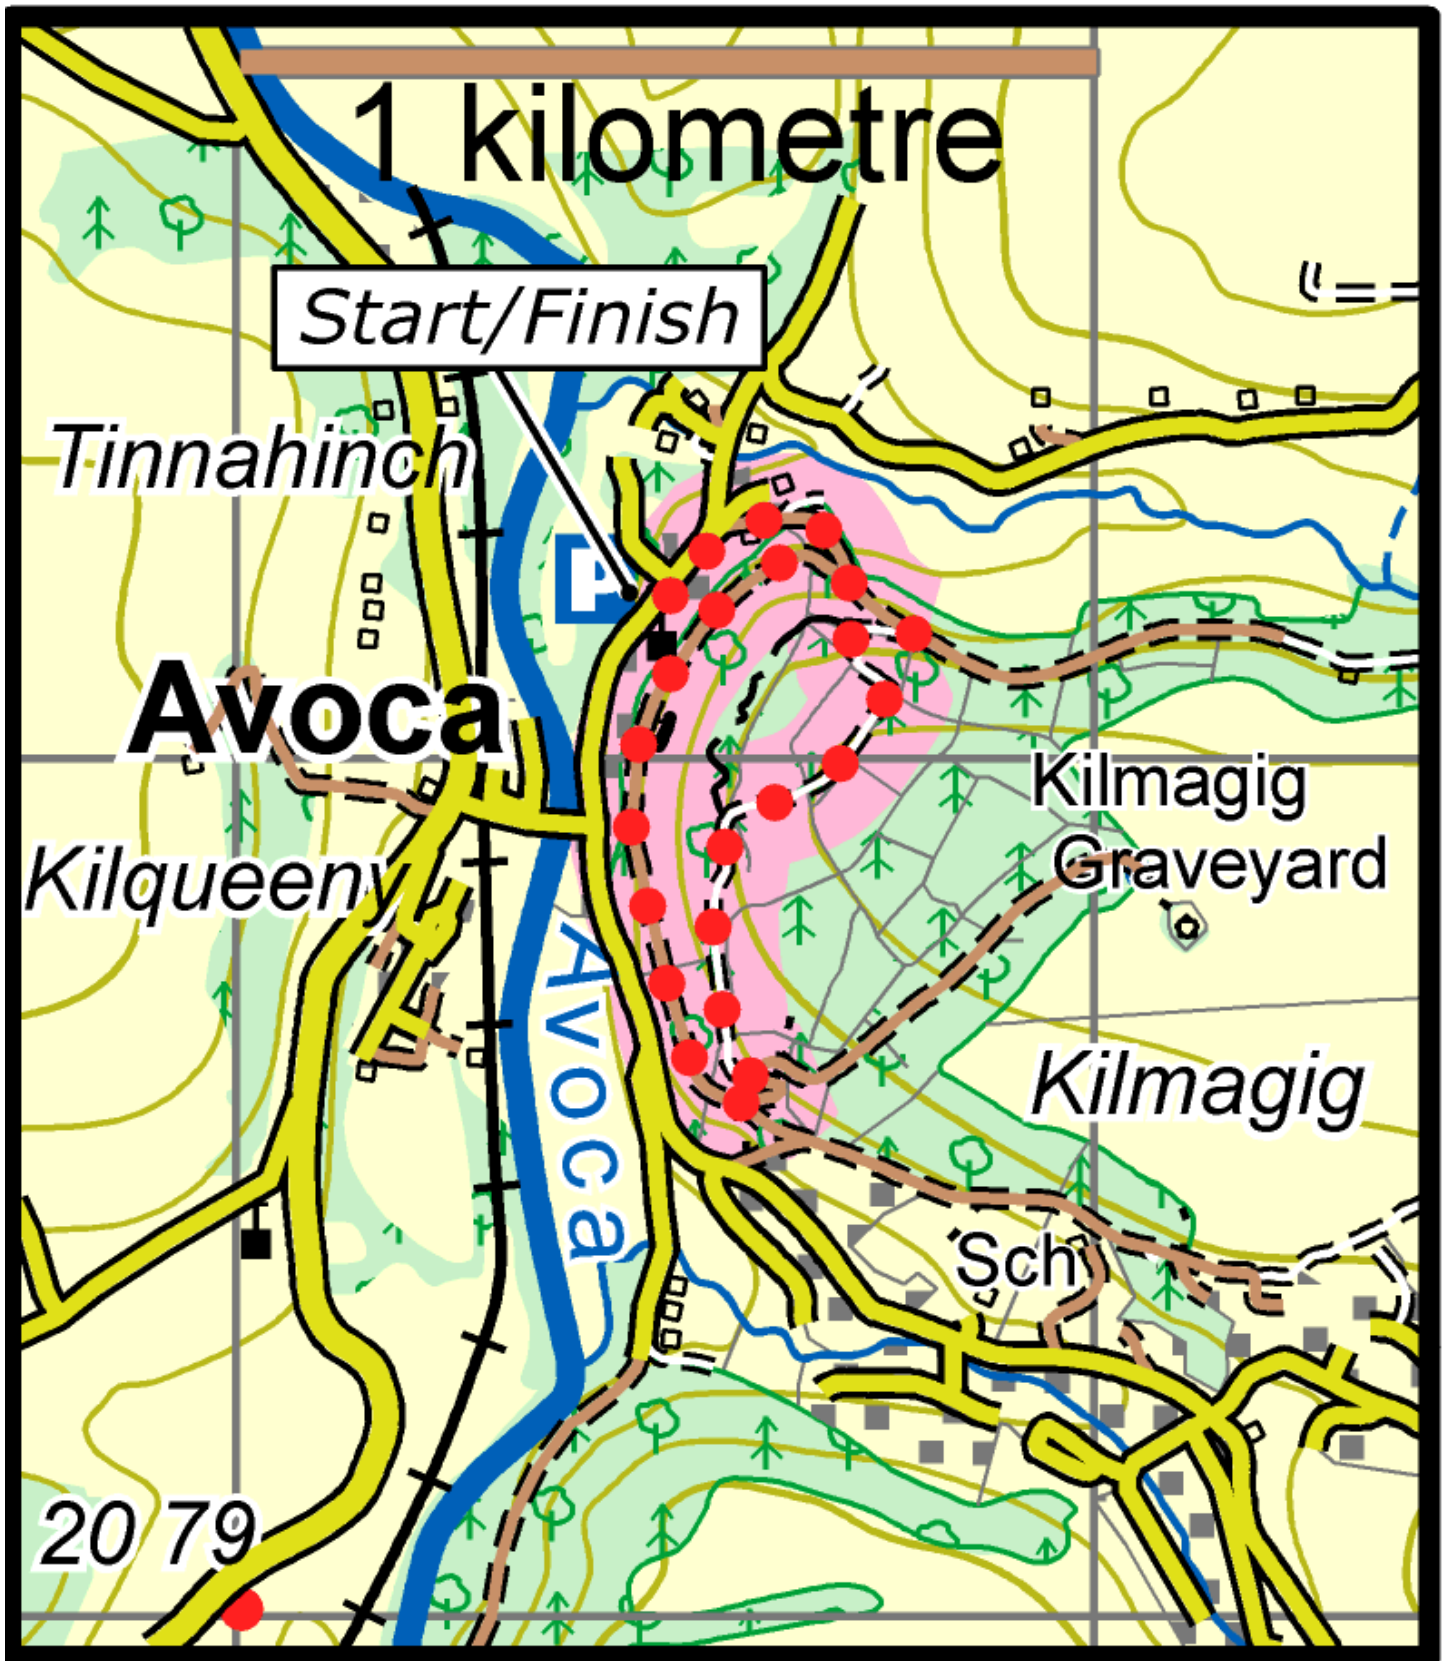 1 kilometre
Start/Finish
Tinnahinch
P
Avoca
Kilmagig
Graveyard
Kilqueeny
Avoca
Kilmagig
Sch
20 79